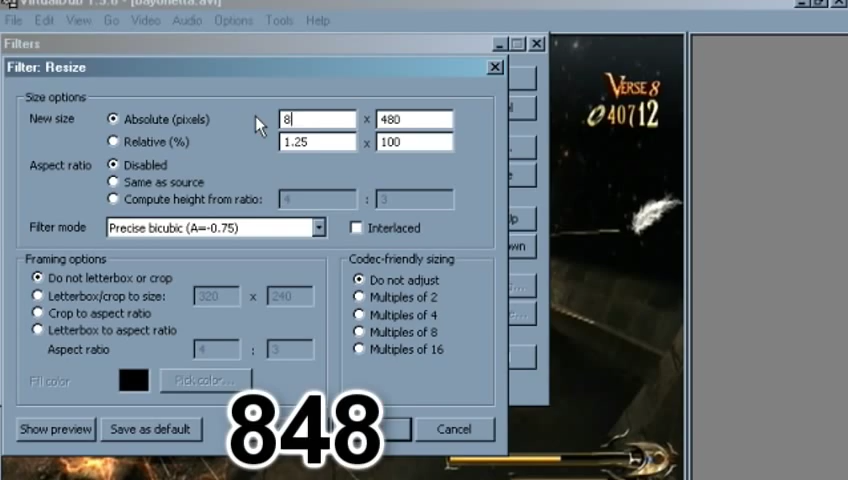 VirtualDub 1.5.6 - [bayonetta.avi]
File Edit View Go Video Audio Options Tools Help
Filters
Filter: Resize
VERSE 8
40712
Size options
New size Absolute (pixels) 8 x 480
Relative (%) 1.25 x 100
Aspect ratio Disabled
Same as source
Compute height from ratio: 4 : 3
Filter mode Precise bicubic (A=-0.75) Interlaced
Framing options Codec-friendly sizing
Do not letterbox or crop Do not adjust
Letterbox/crop to size: 320 x 240 Multiples of 2
Crop to aspect ratio Multiples of 4
Letterbox to aspect ratio Multiples of 8
Aspect ratio 4 : 3 Multiples of 16
Fill color Pick color...
Show preview Save as default Cancel
848